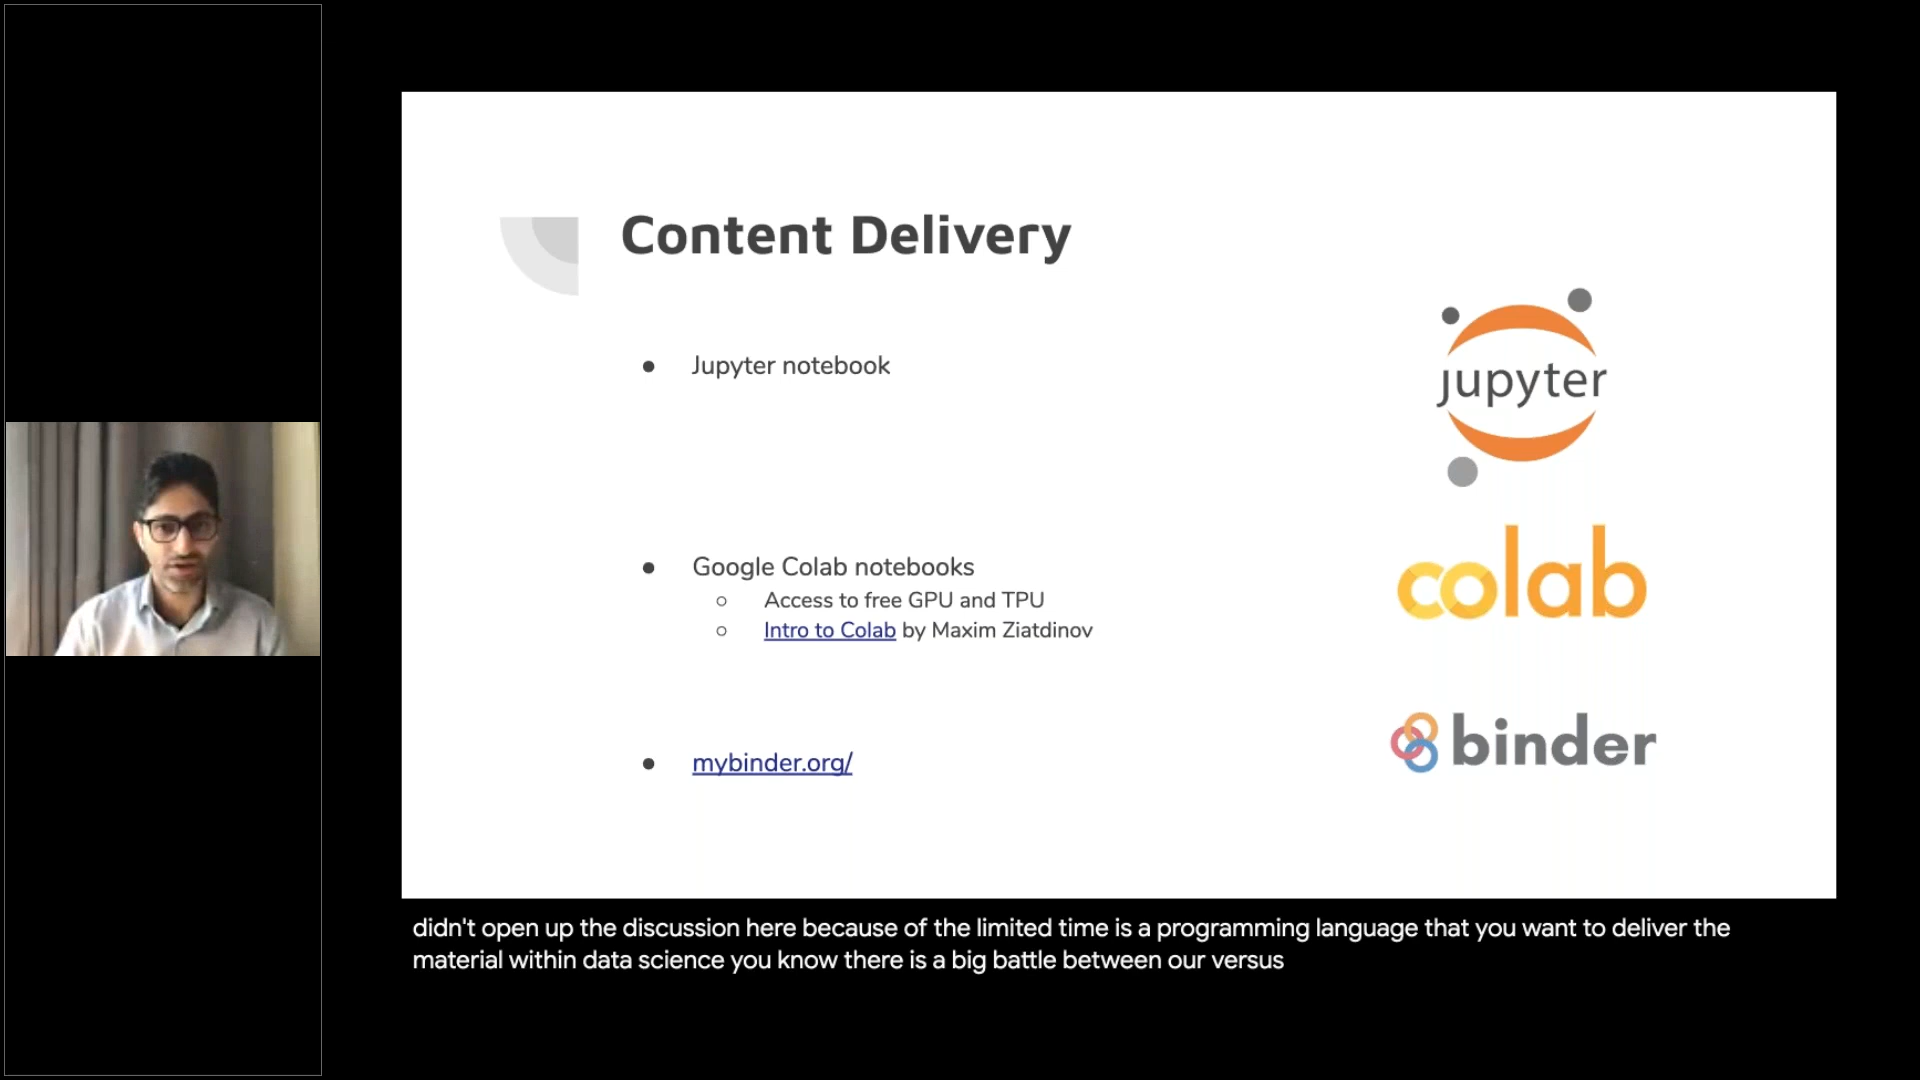 Content Delivery
Jupyter notebook
jupyter
Google Colab notebooks
Access to free GPU and TPU
Intro to Colab by Maxim Ziatdinov
colab
mybinder.org/
binder
didn't open up the discussion here because of the limited time is a programming language that you want to deliver the
material within data science you know there is a big battle between our versus